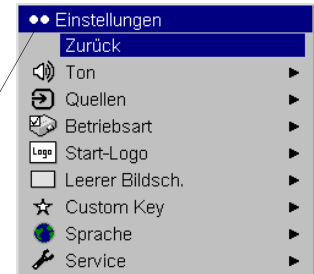 Einstellungen
Zurück
Ton
Quellen
Betriebsart
Logo Start-Logo
Leerer Bildsch.
Custom Key
Sprache
Service